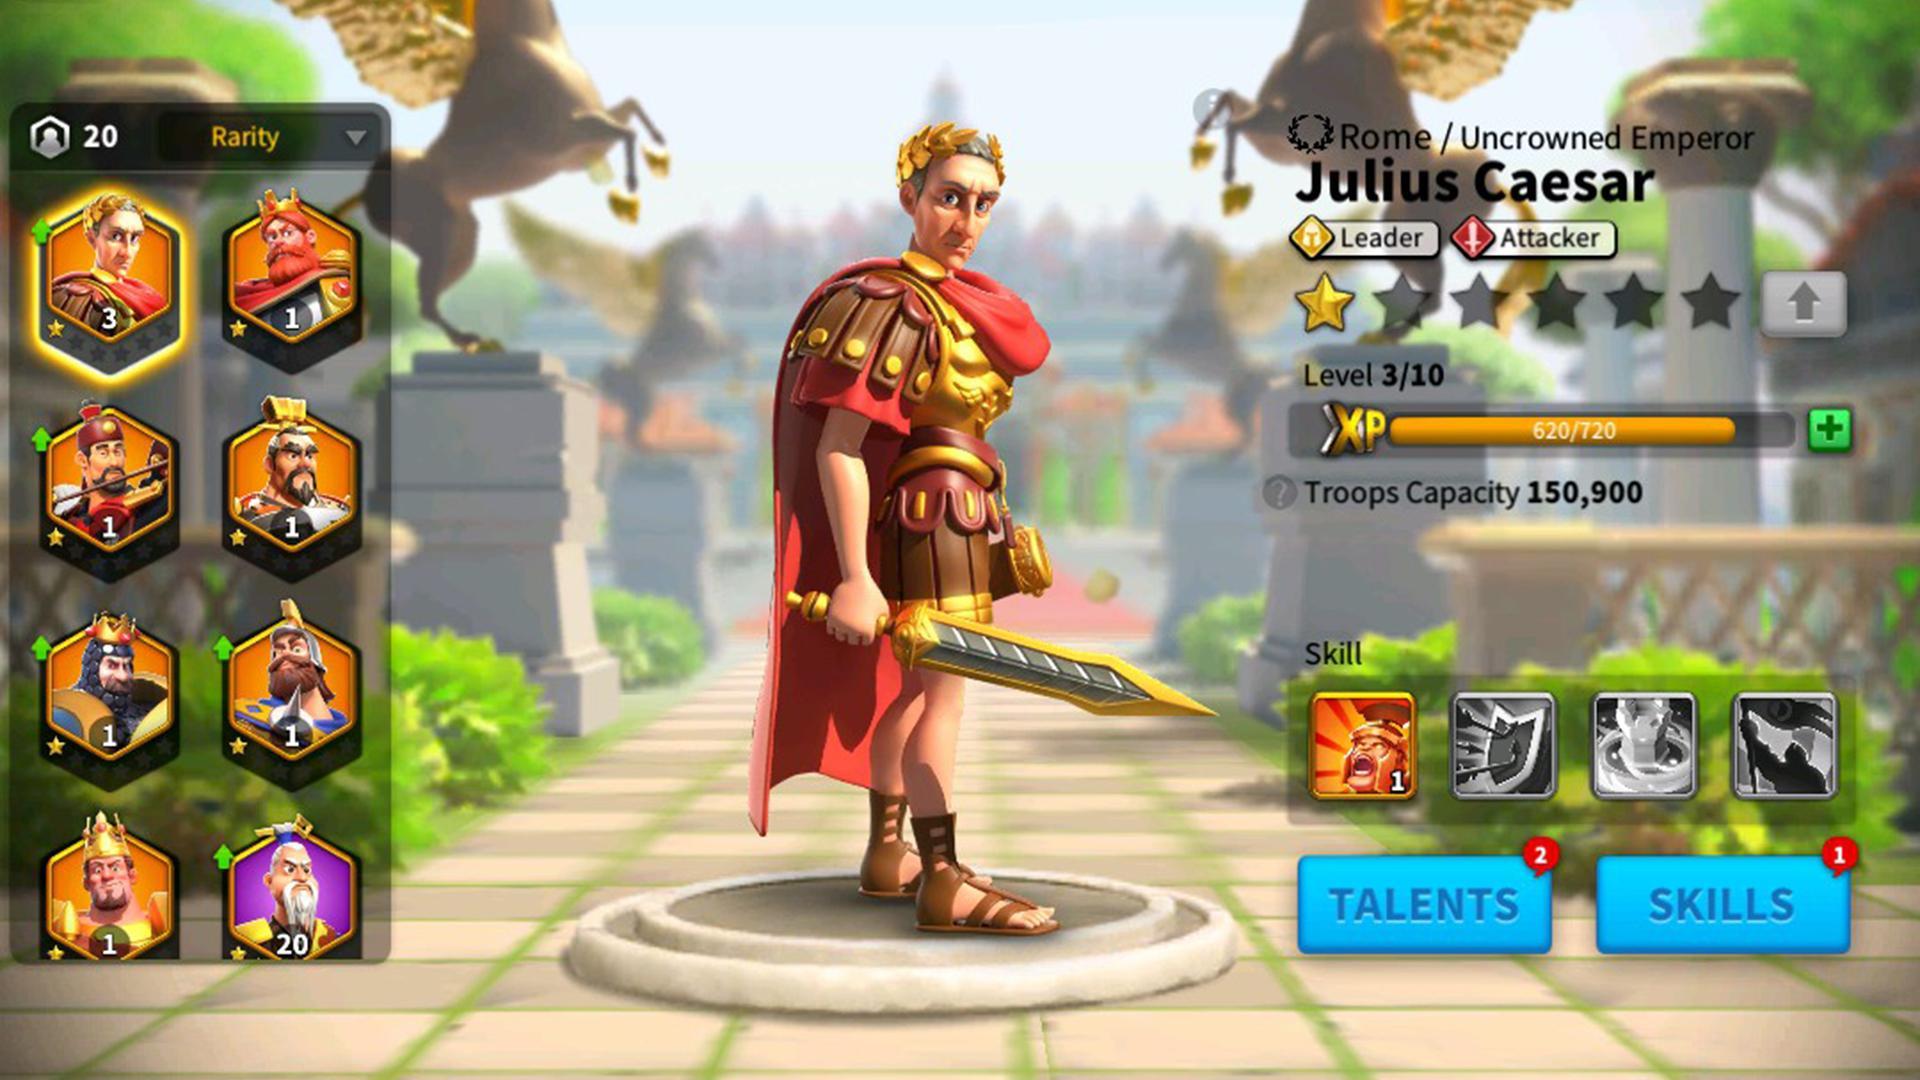 20 Rarity
3 1
1 1
1 1
1 20
Rome / Uncrowned Emperor
Julius Caesar
Leader Attacker
Level 3/10
XP 620/720
? Troops Capacity 150,900
Skill
1
TALENTS 2
SKILLS 1